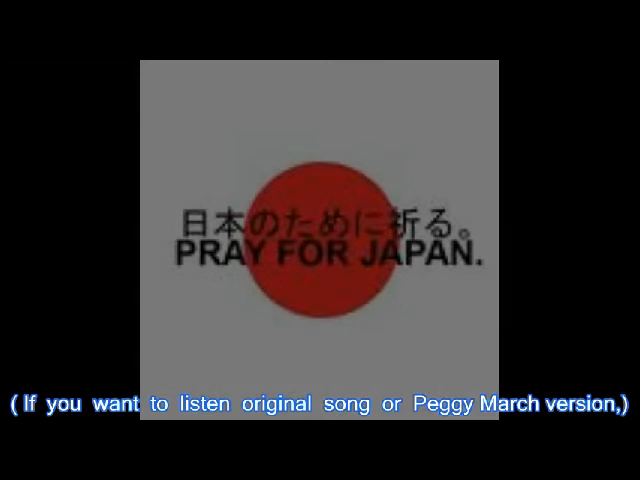 日本のために祈る。
PRAY FOR JAPAN.
( If you want to listen original song or Peggy March version,)